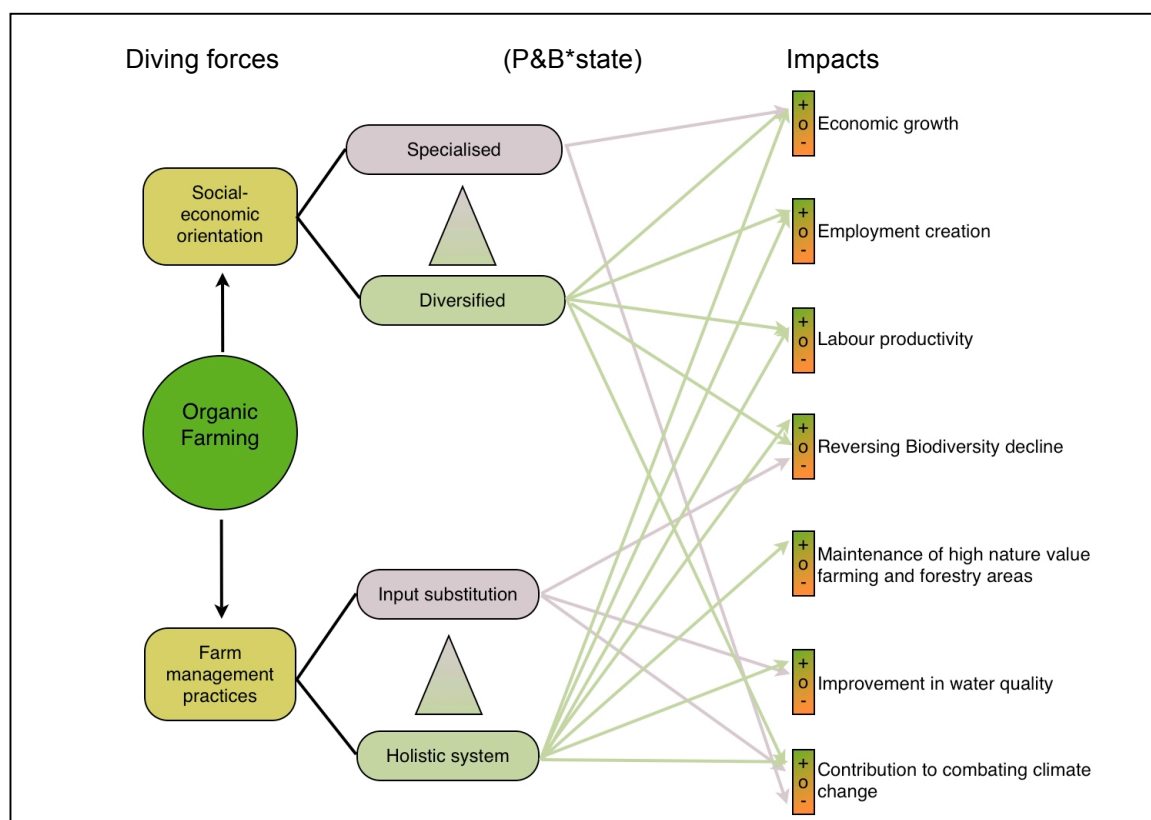 Diving forces
(P&B*state)
Impacts
Social-
economic
orientation
Organic
Farming
Farm
management
practices
Specialised
Diversified
Input substitution
Holistic system
+
o
-
Economic growth
+
o
-
Employment creation
+
o
-
Labour productivity
+
o
-
Reversing Biodiversity decline
+
o
-
Maintenance of high nature value
farming and forestry areas
+
o
-
Improvement in water quality
+
o
-
Contribution to combating climate
change